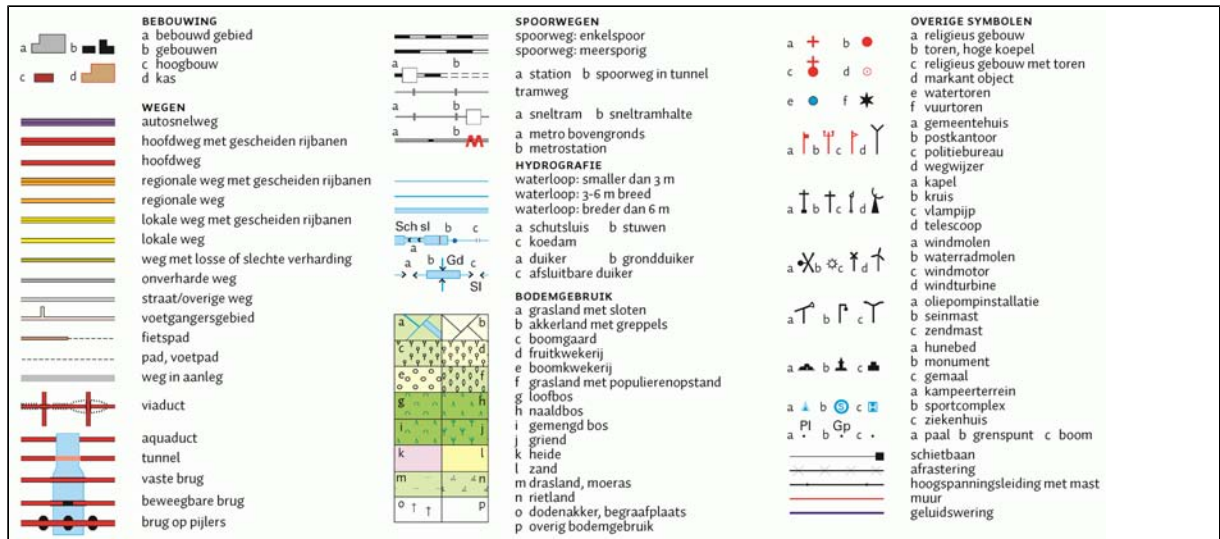 BEBOUWING
a b
a bebouwd gebied
b gebouwen
c d
c hoogbouw
d kas
WEGEN
autosnelweg
hoofdweg met gescheiden rijbanen
hoofdweg
regionale weg met gescheiden rijbanen
regionale weg
lokale weg met gescheiden rijbanen
lokale weg
weg met losse of slechte verharding
onverharde weg
straat/overige weg
voetgangersgebied
fietspad
pad, voetpad
weg in aanleg
viaduct
aquaduct
tunnel
vaste brug
beweegbare brug
brug op pijlers
SPOORWEGEN
spoorweg: enkelspoor
spoorweg: meersporig
a b
a station b spoorweg in tunnel
tramweg
a b
a sneltram b sneltramhalte
a b
a metro bovengronds
b metrostation
HYDROGRAFIE
waterloop: smaller dan 3 m
waterloop: 3-6 m breed
waterloop: breder dan 6 m
Sch sl b c
a
a schutsluis b stuwen
c koedam
a b Gd c
Sl
a duiker b grondduiker
c afsluitbare duiker
BODEMGEBRUIK
a b
c d
e f
g h
i j
k l
m n
o p
a grasland met sloten
b akkerland met greppels
c boomgaard
d fruitkwekerij
e boomkwekerij
f grasland met populierenopstand
g loofbos
h naaldbos
i gemengd bos
j griend
k heide
l zand
m drasland, moeras
n rietland
o dodenakker, begraafplaats
p overig bodemgebruik
OVERIGE SYMBOLEN
a b
c d
e f
a religieus gebouw
b toren, hoge koepel
c religieus gebouw met toren
d markant object
e watertoren
f vuurtoren
a b c d
a gemeentehuis
b postkantoor
c politiebureau
d wegwijzer
a b c d
a kapel
b kruis
c vlampijp
d telescoop
a b c d
a windmolen
b waterradmolen
c windmotor
d windturbine
a b c
a oliepompinstallatie
b seinmast
c zendmast
a b c
a hunebed
b monument
c gemaal
a b S c H
a kampeerterrein
b sportcomplex
c ziekenhuis
Pl Gp
a b c
a paal b grenspunt c boom
schietbaan
afrastering
hoogspanningsleiding met mast
muur
geluidswering